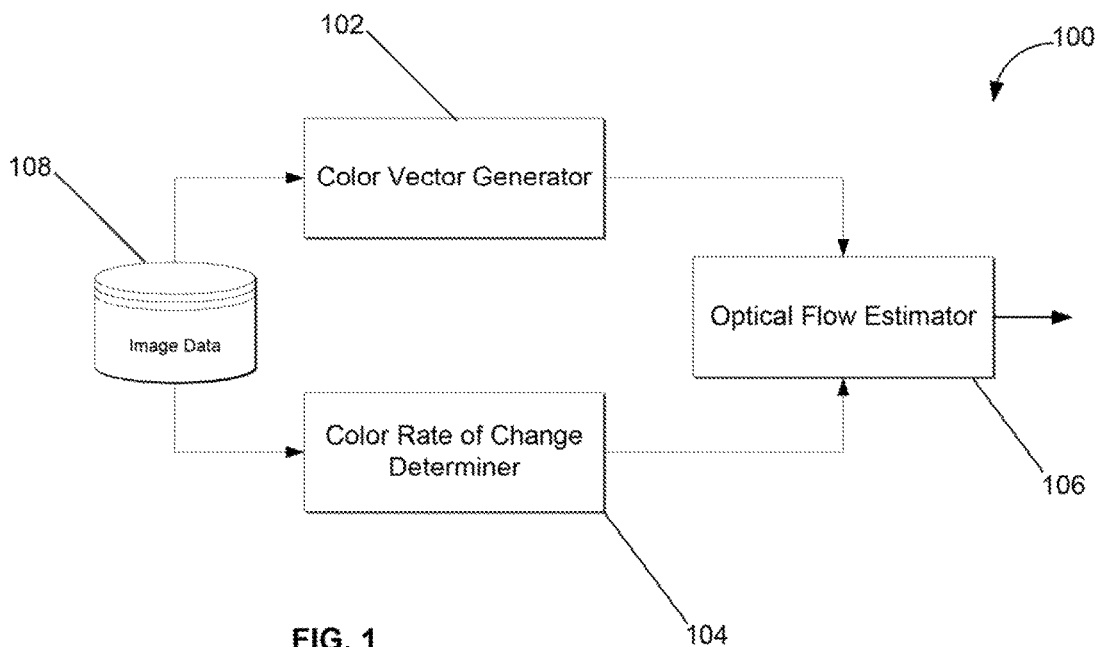 102
100
Color Vector Generator
108
Image Data
Optical Flow Estimator
Color Rate of Change
Determiner
106
104
FIG. 1